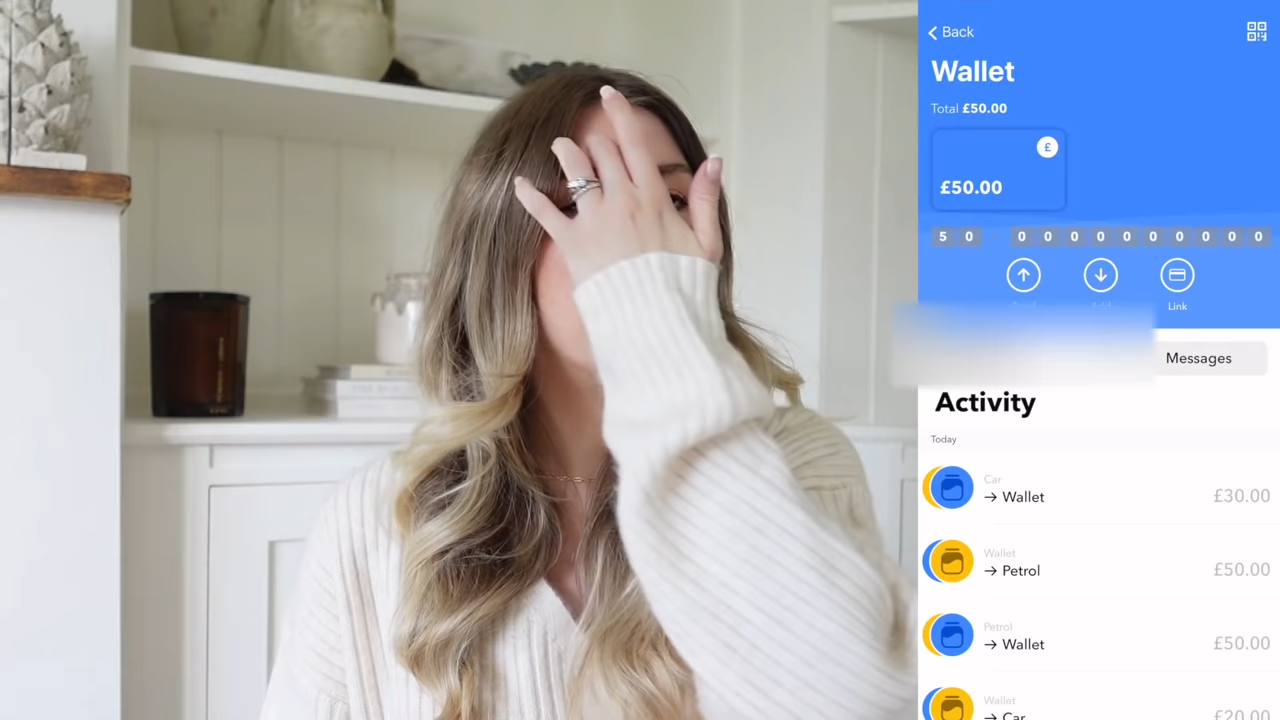 Back
Wallet
Total £50.00
£
£50.00
5 0 0 0 0 0 0 0 0 0 0 0
Link
Messages
Activity
Today
Car
→ Wallet
£30.00
Wallet
→ Petrol
£50.00
Petrol
→ Wallet
£50.00
Wallet
→ Car
£20.00